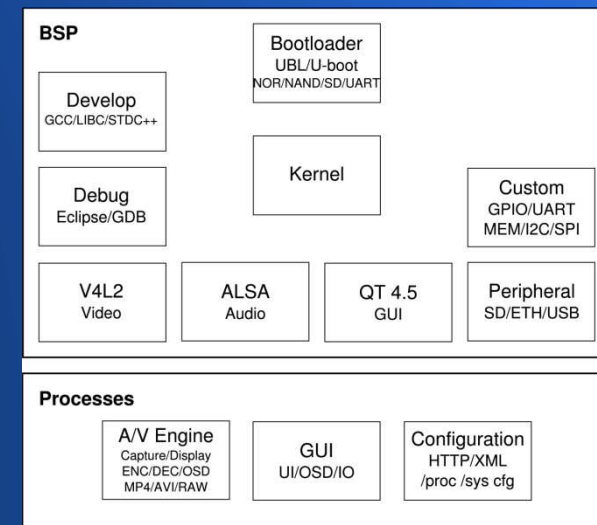 BSP
Bootloader
UBL/U-boot
NOR/NAND/SD/UART
Develop
GCC/LIBC/STDC++
Kernel
Debug
Eclipse/GDB
Custom
GPIO/UART
MEM/I2C/SPI
V4L2
Video
ALSA
Audio
QT 4.5
GUI
Peripheral
SD/ETH/USB
Processes
A/V Engine
Capture/Display
ENC/DEC/OSD
MP4/AVI/RAW
GUI
UI/OSD/IO
Configuration
HTTP/XML
/proc /sys cfg